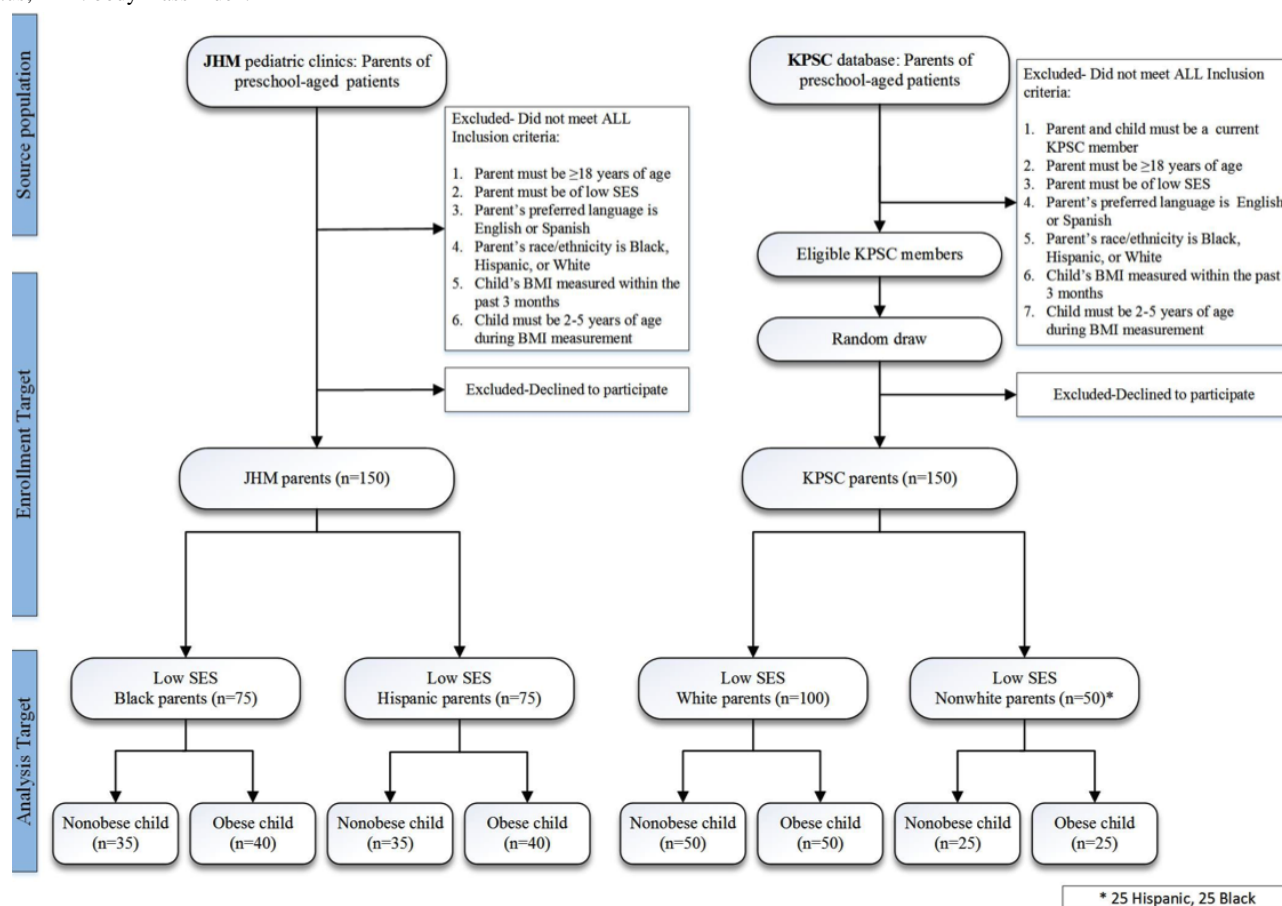 Source population
Enrollment Target
Analysis Target
JHM pediatric clinics: Parents of
preschool-aged patients
Excluded- Did not meet ALL
Inclusion criteria:
1. Parent must be ≥18 years of age
2. Parent must be of low SES
3. Parent's preferred language is
English or Spanish
4. Parent's race/ethnicity is Black,
Hispanic, or White
5. Child's BMI measured within the
past 3 months
6. Child must be 2-5 years of age
during BMI measurement
Excluded-Declined to participate
JHM parents (n=150)
Low SES
Black parents (n=75)
Low SES
Hispanic parents (n=75)
Nonobese child
(n=35)
Obese child
(n=40)
Nonobese child
(n=35)
Obese child
(n=40)
KPSC database: Parents of
preschool-aged patients
Excluded- Did not meet ALL Inclusion
criteria:
1. Parent and child must be a current
KPSC member
2. Parent must be ≥18 years of age
3. Parent must be of low SES
4. Parent's preferred language is English
or Spanish
5. Parent's race/ethnicity is Black,
Hispanic, or White
6. Child's BMI measured within the past
3 months
7. Child must be 2-5 years of age
during BMI measurement
Eligible KPSC members
Random draw
Excluded-Declined to participate
KPSC parents (n=150)
Low SES
White parents (n=100)
Low SES
Nonwhite parents (n=50)*
Nonobese child
(n=50)
Obese child
(n=50)
Nonobese child
(n=25)
Obese child
(n=25)
* 25 Hispanic, 25 Black